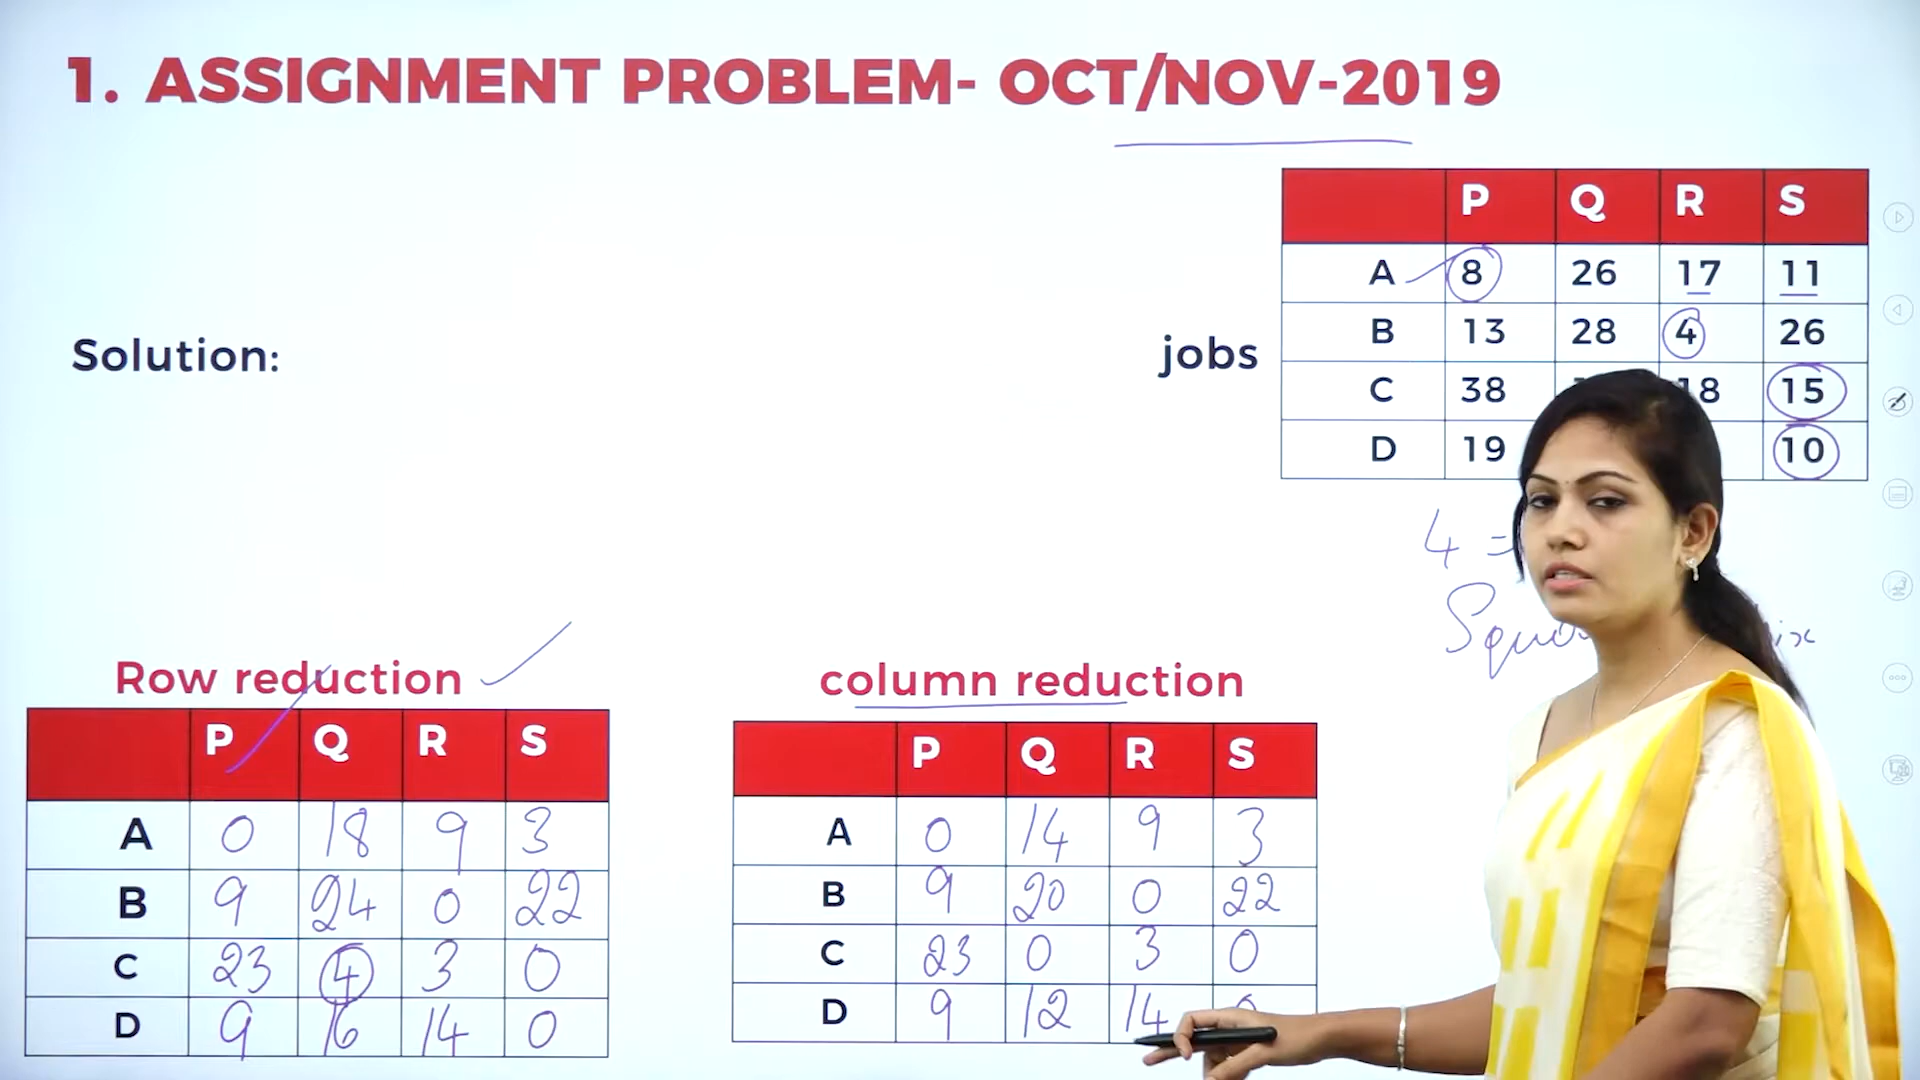 1. ASSIGNMENT PROBLEM- OCT/NOV-2019
P Q R S
A 8 26 17 11
B 13 28 4 26
C 38 18 15
D 19 10
jobs
Solution:
4 =
Row reduction
P Q R S
A 0 18 9 3
B 9 24 0 22
C 23 4 3 0
D 9 16 14 0
column reduction
P Q R S
A 0 14 9 3
B 9 20 0 22
C 23 0 3 0
D 9 12 14